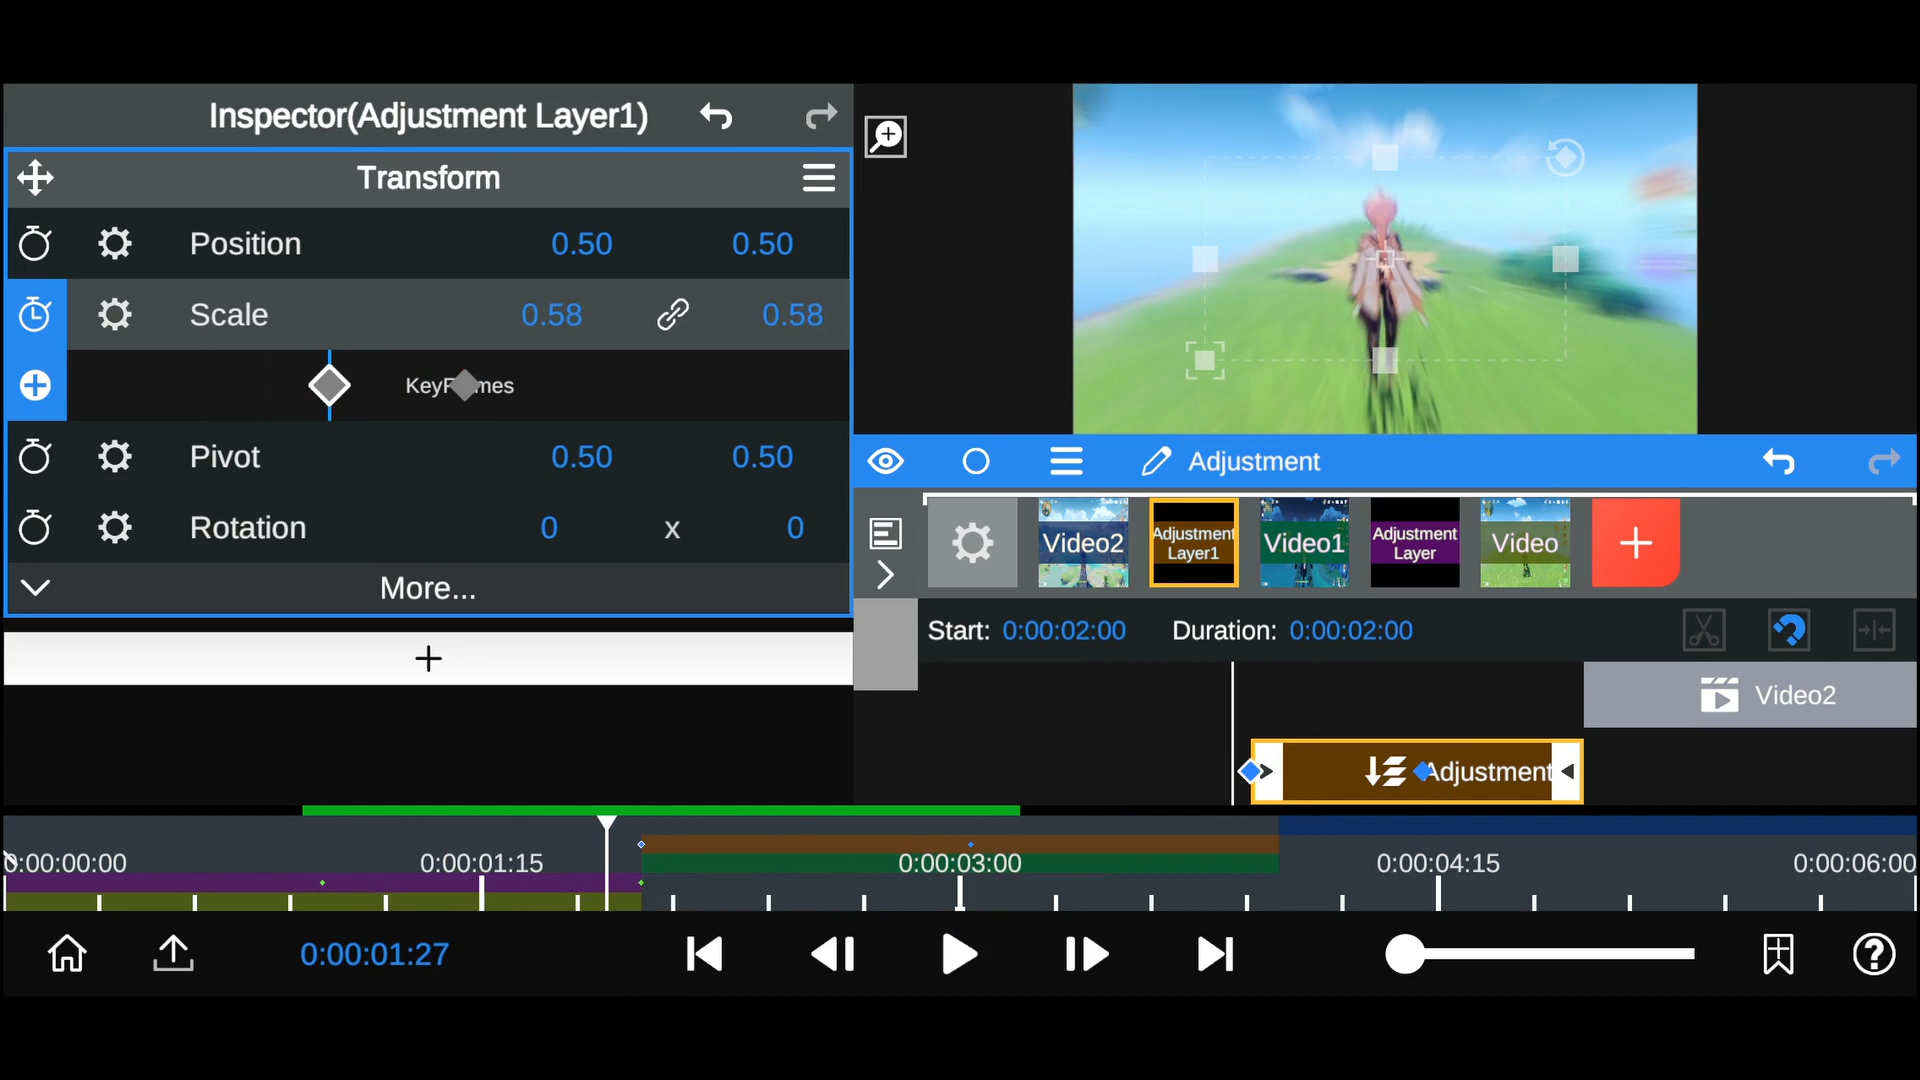 Inspector(Adjustment Layer1)
Transform
Position 0.50 0.50
Scale 0.58 0.58
Pivot 0.50 0.50
Rotation 0 x 0
More...
+
Adjustment
Video2
Adjustment
Layer1
Video1
Adjustment
Layer
Video
+
Start: 0:00:02:00 Duration: 0:00:02:00
Video2
Adjustment
0:00:00:00 0:00:01:15 0:00:03:00 0:00:04:15 0:00:06:00
0:00:01:27